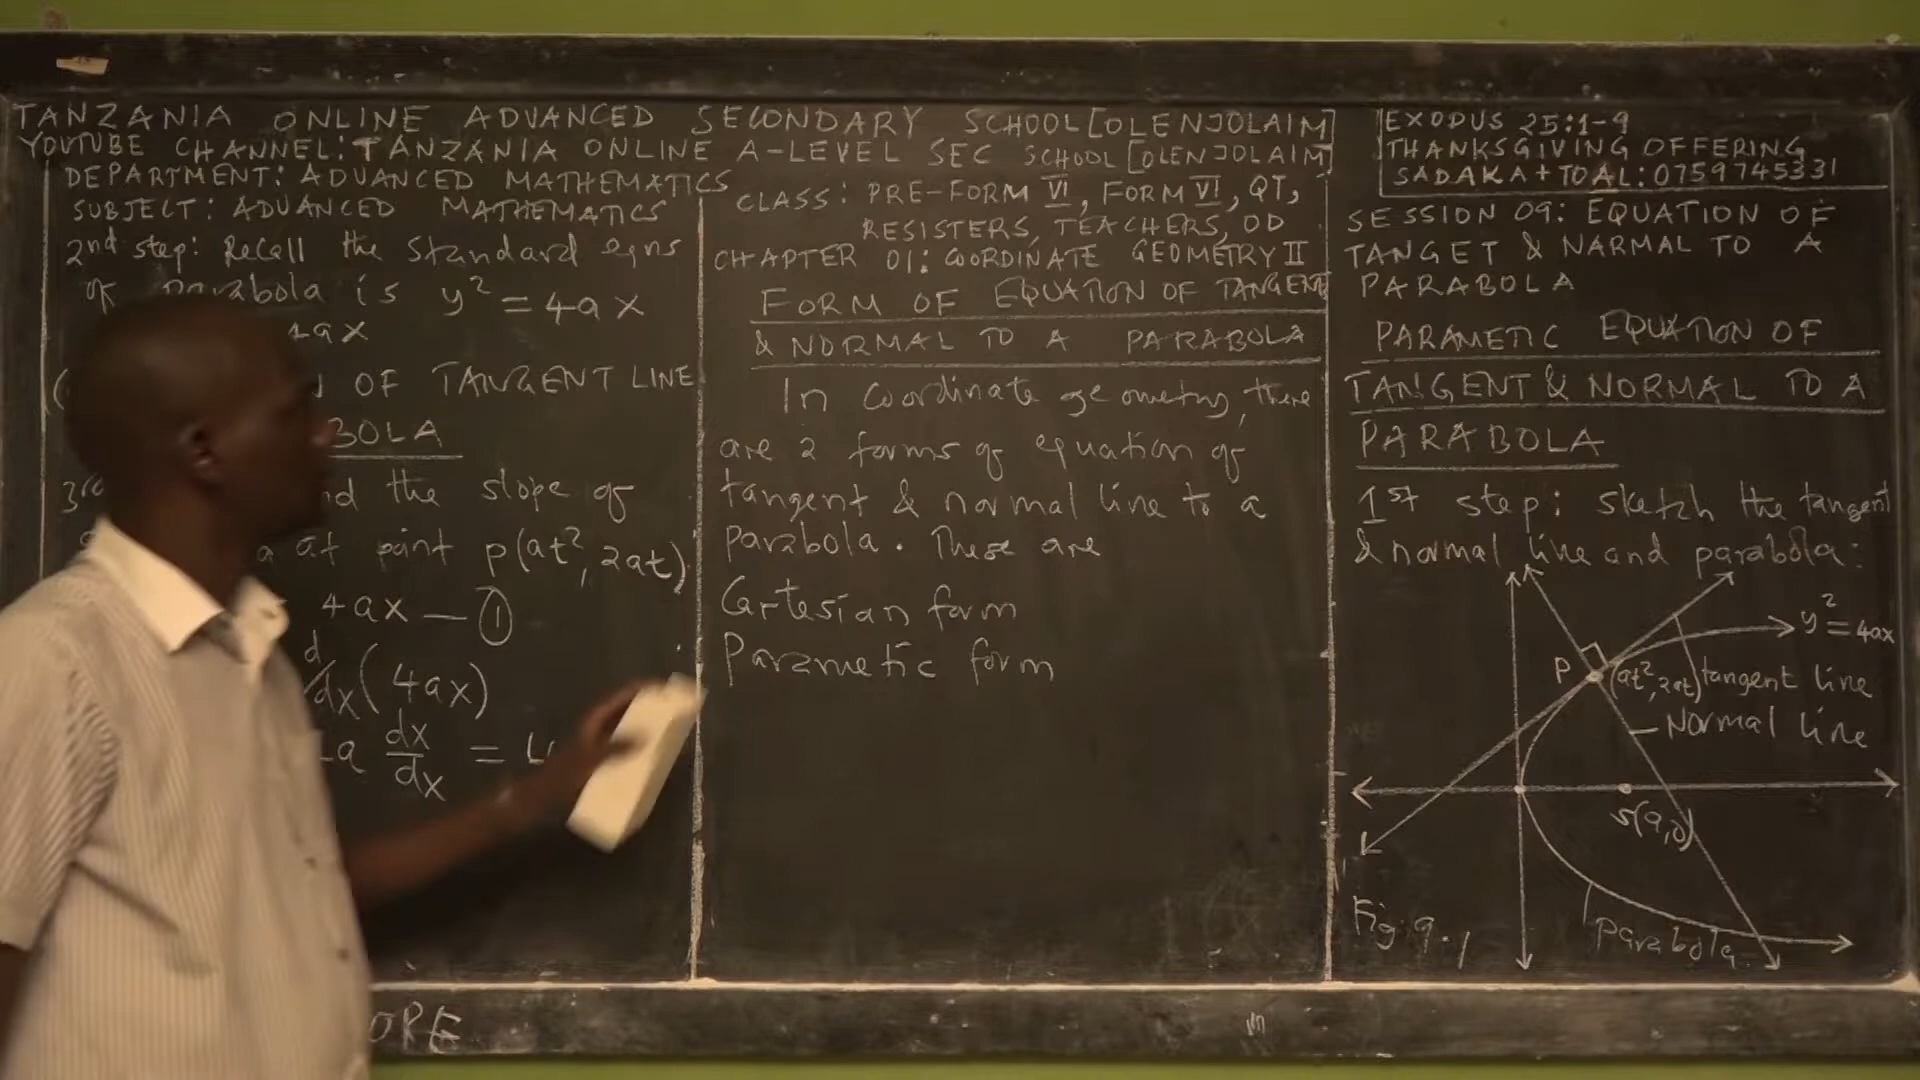 TANZANIA ONLINE ADVANCED SECONDARY SCHOOL [OLENJOLAIM]
YOUTUBE CHANNEL: TANZANIA ONLINE A-LEVEL SEC SCHOOL [OLENJOLAIM]
DEPARTMENT: ADVANCED MATHEMATICS
SUBJECT: ADVANCED MATHEMATICS
2nd step: Recall the standard eqns
of parabola is y² = 4ax
4ax
OF TANGENT LINE
BOLA
3rd the slope of
at point p(at², 2at)
4ax — ①
d/dx (4ax)
a dx/dx =
ORE
CLASS: PRE-FORM VI, FORM VI, QT,
RESISTERS, TEACHERS, OD
CHAPTER 01: COORDINATE GEOMETRY II
FORM OF EQUATION OF TANGENT
& NORMAL TO A PARABOLA
In coordinate geometry, there
are 2 forms of equation of
tangent & normal line to a
parabola. These are
Cartesian form
Parametic form
EXODUS 25:1-9
THANKSGIVING OFFERING
SADAKA + TOAL: 0759745331
SESSION 09: EQUATION OF
TANGET & NARMAL TO A
PARABOLA
PARAMETIC EQUATION OF
TANGENT & NORMAL TO A
PARABOLA
1st step: sketch the tangent
& normal line and parabola:
y² = 4ax
P (at², 2at) tangent line
Normal line
S(a,0)
Fig 9.1
parabola